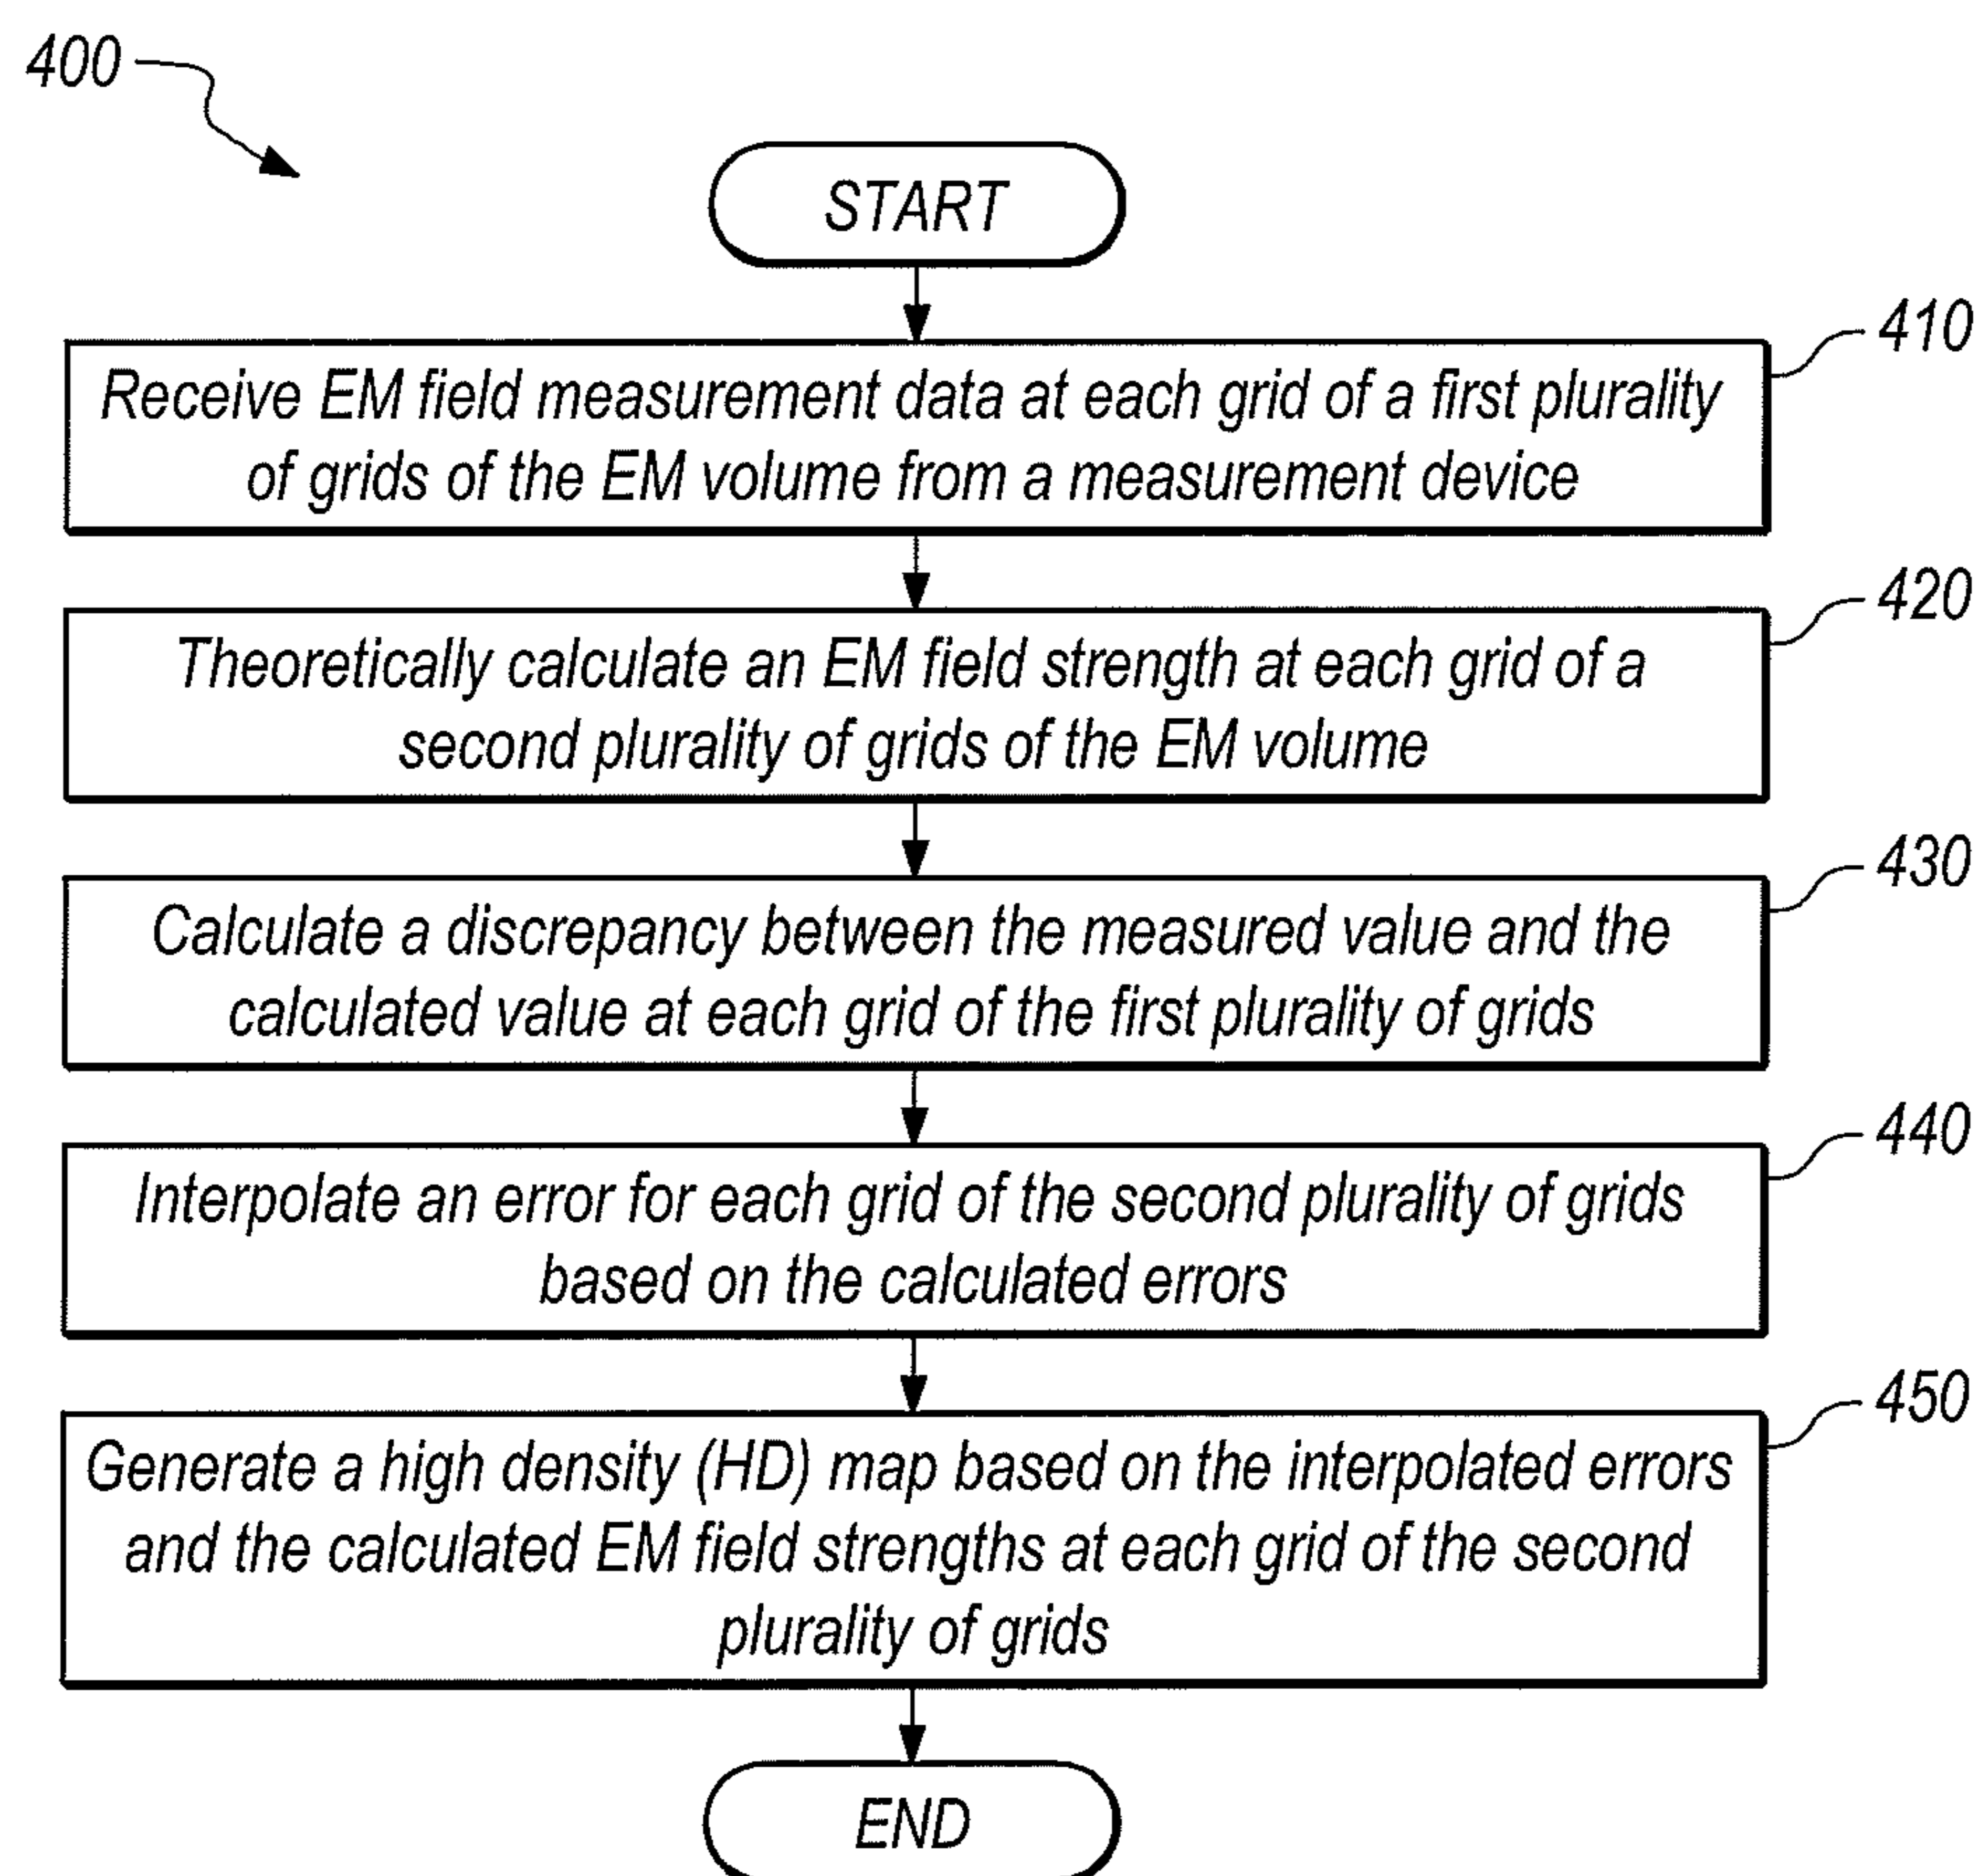 400
START
410
Receive EM field measurement data at each grid of a first plurality
of grids of the EM volume from a measurement device
420
Theoretically calculate an EM field strength at each grid of a
second plurality of grids of the EM volume
430
Calculate a discrepancy between the measured value and the
calculated value at each grid of the first plurality of grids
440
Interpolate an error for each grid of the second plurality of grids
based on the calculated errors
450
Generate a high density (HD) map based on the interpolated errors
and the calculated EM field strengths at each grid of the second
plurality of grids
END